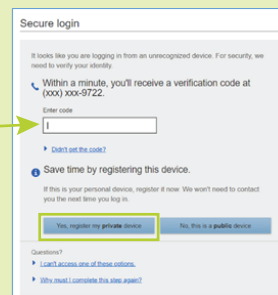 Secure login
It looks like you are logging in from an unrecognized device. For security, we
need to verify your identity.
Within a minute, you'll receive a verification code at
(xxx) xxx-9722.
Enter code
Didn't get the code?
Save time by registering this device.
If this is your personal device, register it now. We won't need to contact
you the next time you log in.
Yes, register my private device
No, this is a public device
Questions?
I can't access one of these options.
Why must I complete this step again?